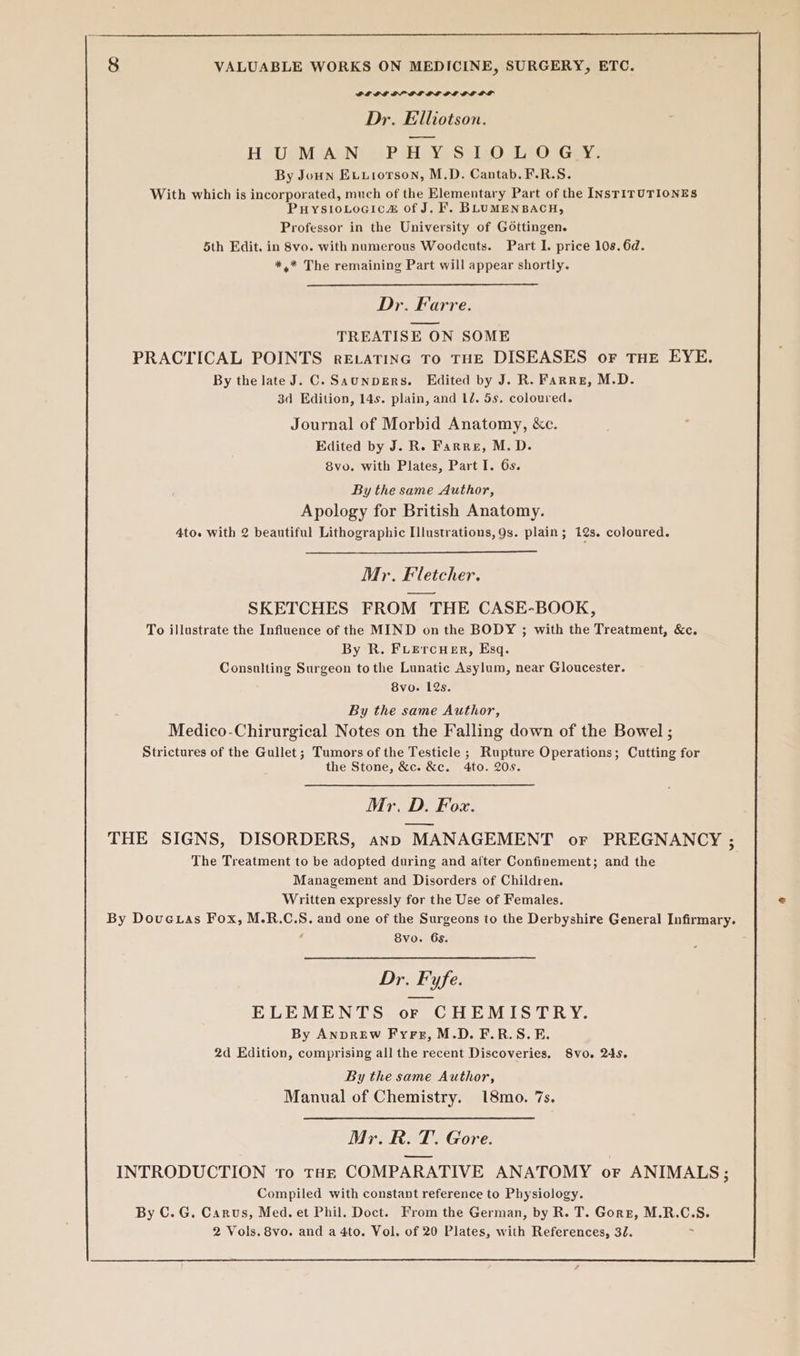 8 VALUABLE WORKS ON MEDICINE, SURGERY, ETC.
Dr. Elliotson.
HUMAN PHYSIOLOGY.
By JOHN ELLIOTSON, M.D. Cantab. F.R.S.
With which is incorporated, much of the Elementary Part of the INSTITUTIONES
PHYSIOLOGICÆ of J. F. BLUMENBACH,
Professor in the University of Göttingen.
5th Edit. in 8vo. with numerous Woodcuts. Part I. price 10s. 6d.
*,* The remaining Part will appear shortly.
Dr. Farre.
TREATISE ON SOME
PRACTICAL POINTS RELATING TO THE DISEASES OF THE EYE.
By the late J. C. SAUNDERS. Edited by J. R. FARRE, M.D.
3d Edition, 14s. plain, and 1l. 5s. coloured.
Journal of Morbid Anatomy, &c.
Edited by J. R. FARRE, M. D.
8vo. with Plates, Part I. 6s.
By the same Author,
Apology for British Anatomy.
4to. with 2 beautiful Lithographic Illustrations, 9s. plain; 12s. coloured.
Mr. Fletcher.
SKETCHES FROM THE CASE-BOOK,
To illustrate the Influence of the MIND on the BODY ; with the Treatment, &c.
By R. FLETCHER, Esq.
Consulting Surgeon to the Lunatic Asylum, near Gloucester.
8vo. 12s.
By the same Author,
Medico-Chirurgical Notes on the Falling down of the Bowel ;
Strictures of the Gullet ; Tumors of the Testicle ; Rupture Operations; Cutting for
the Stone, &c. &c. 4to. 20s.
Mr. D. Fox.
THE SIGNS, DISORDERS, AND MANAGEMENT OF PREGNANCY ;
The Treatment to be adopted during and after Confinement; and the
Management and Disorders of Children.
Written expressly for the Use of Females.
By DOUGLAS FOX, M.R.C.S. and one of the Surgeons to the Derbyshire General Infirmary.
8vo. 6s.
Dr. Fyfe.
ELEMENTS OF CHEMISTRY.
By ANDREW FYFE, M.D. F.R.S.E.
2d Edition, comprising all the recent Discoveries. 8vo. 24s.
By the same Author,
Manual of Chemistry. 18mo. 7s.
Mr. R. T. Gore.
INTRODUCTION TO THE COMPARATIVE ANATOMY OF ANIMALS ;
Compiled with constant reference to Physiology.
By C. G. CARUS, Med. et Phil. Doct. From the German, by R. T. GORE, M.R.C.S.
2 Vols. 8vo. and a 4to. Vol. of 20 Plates, with References, 3l.